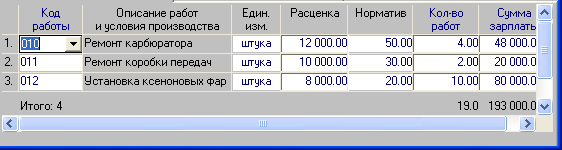 Код работы Описание работ и условия производства Един. изм. Расценка Норматив Кол-во работ Сумма зарплат
1. 010 Ремонт карбюратора штука 12 000.00 50.00 4.00 48 000.0
2. 011 Ремонт коробки передач штука 10 000.00 30.00 2.00 20 000.0
3. 012 Установка ксеноновых фар штука 8 000.00 20.00 10.00 80 000.0
Итого: 4 19.0 193 000.0